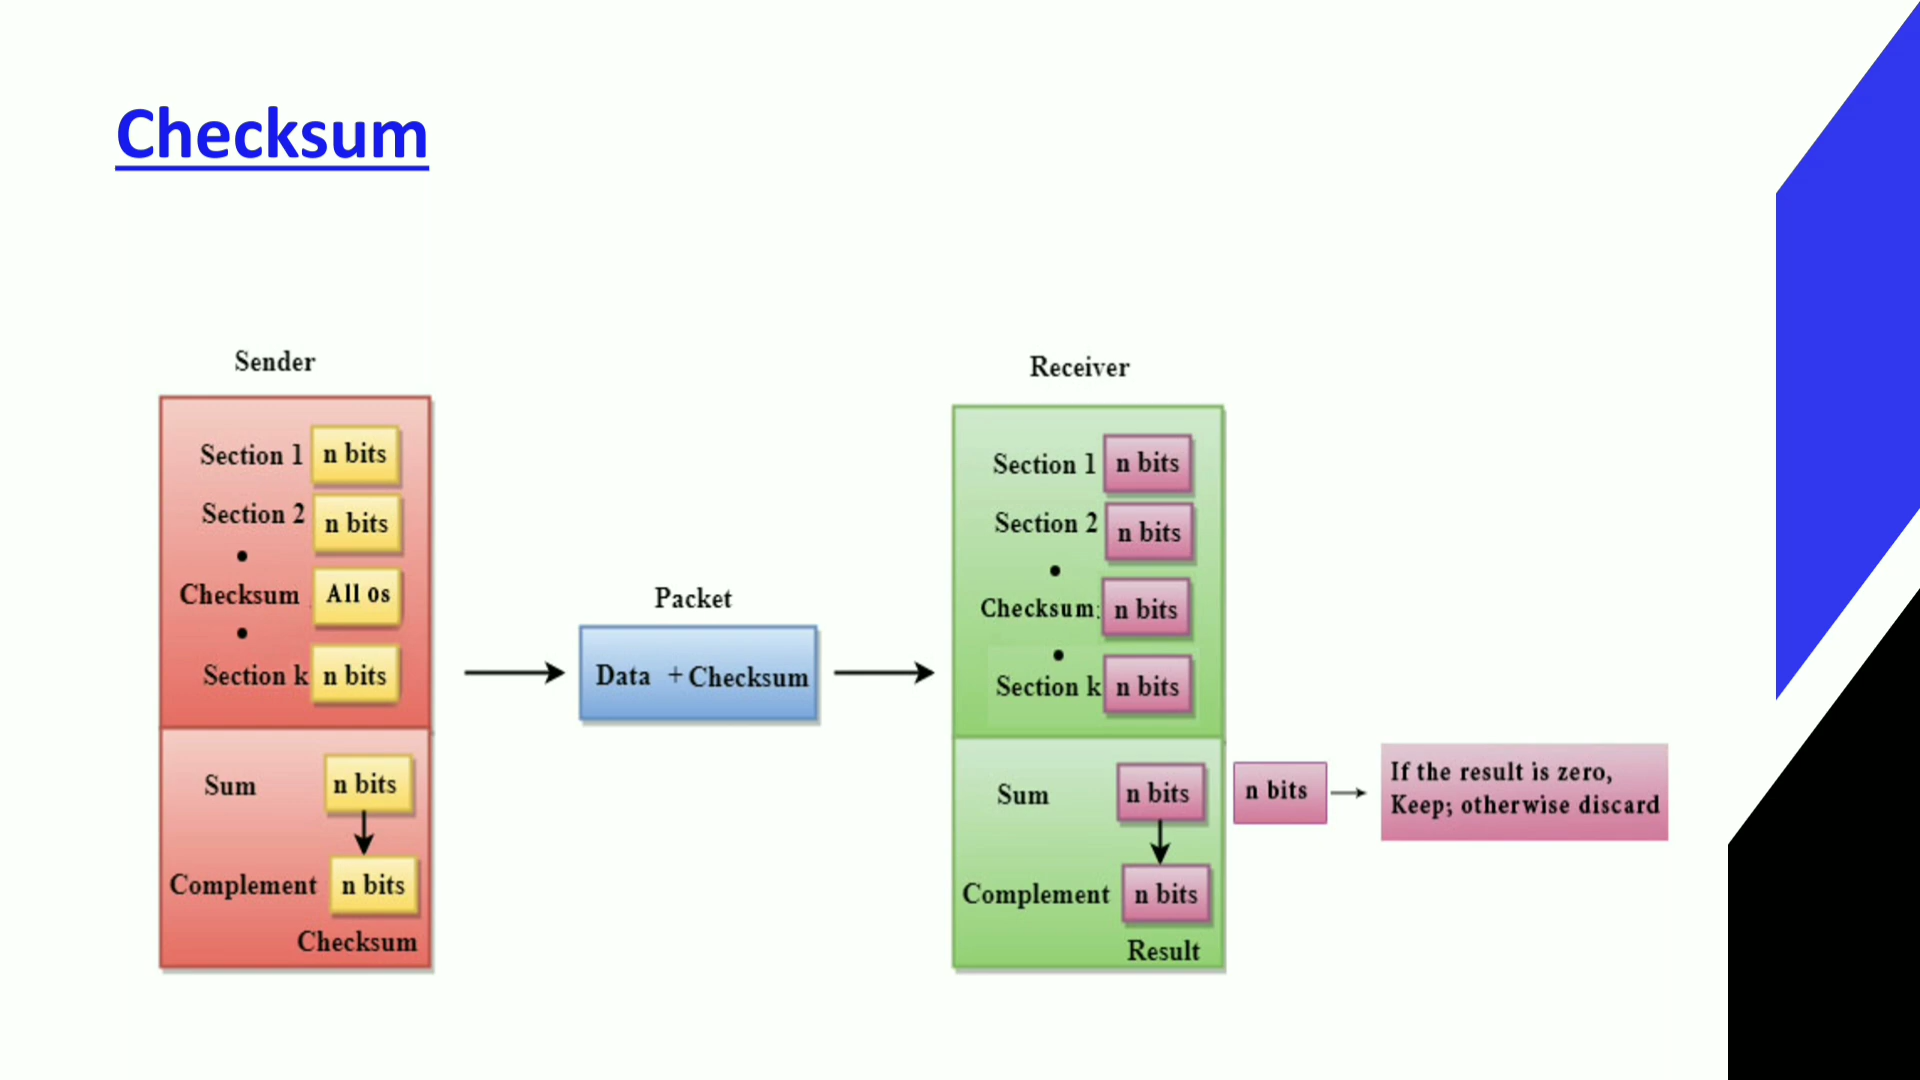 Checksum
Sender
Section 1 n bits
Section 2 n bits
Checksum All 0s
Section k n bits
Sum n bits
Complement n bits
Checksum
Packet
Data + Checksum
Receiver
Section 1 n bits
Section 2 n bits
Checksum: n bits
Section k n bits
Sum n bits
Complement n bits
Result
n bits
If the result is zero,
Keep; otherwise discard